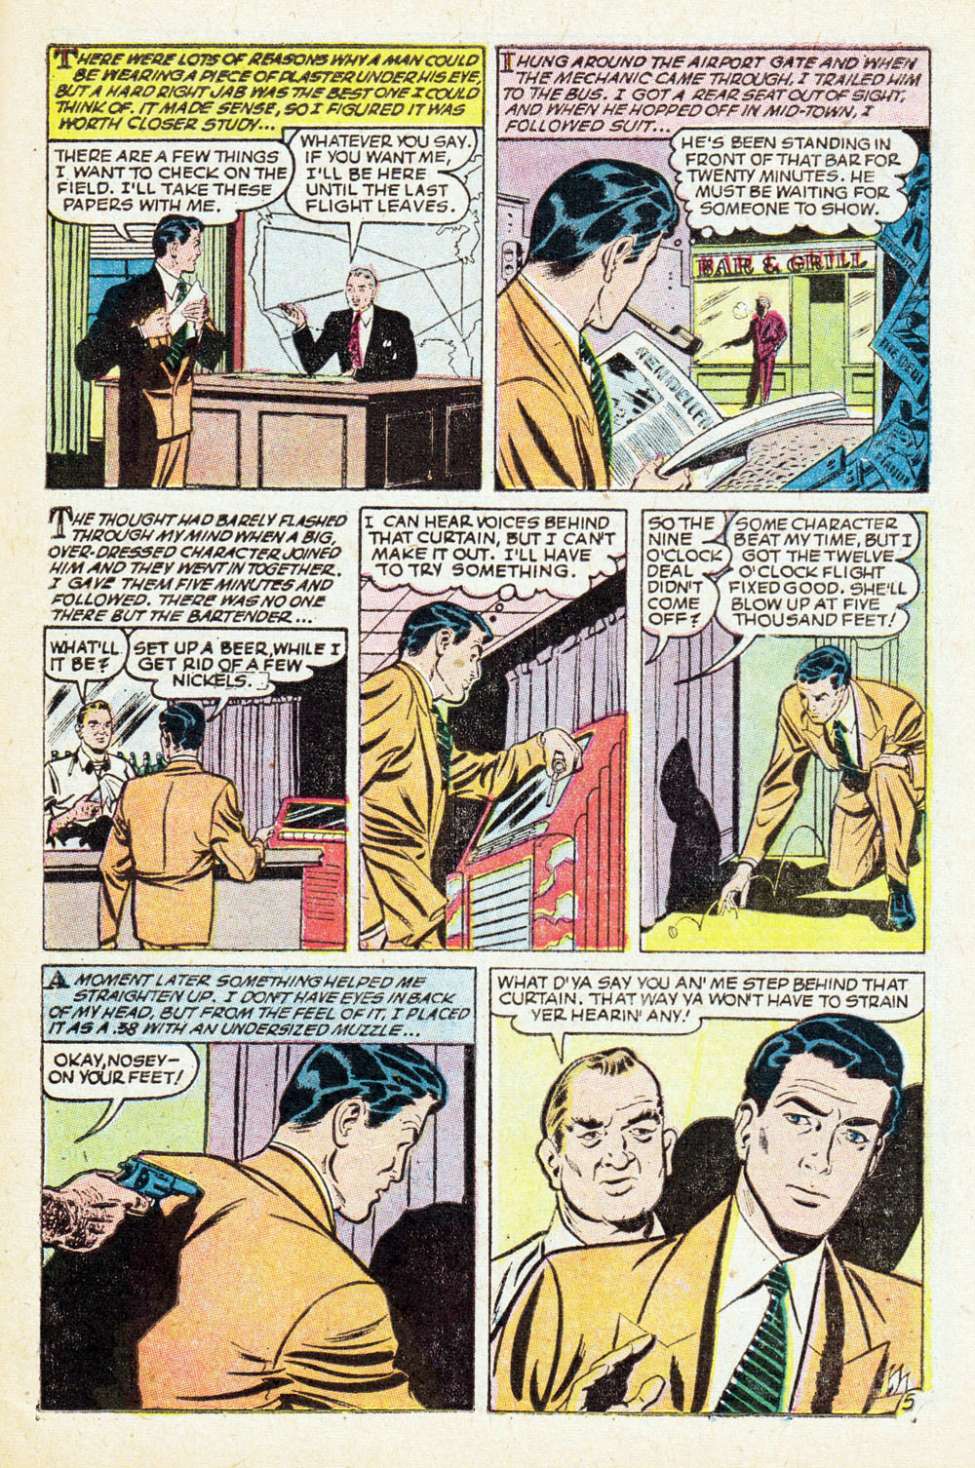 THERE WERE LOTS OF REASONS WHY A MAN COULD
BE WEARING A PIECE OF PLASTER UNDER HIS EYE,
BUT A HARD RIGHT JAB WAS THE BEST ONE I COULD
THINK OF. IT MADE SENSE, SO I FIGURED IT WAS
WORTH CLOSER STUDY...
THERE ARE A FEW THINGS
I WANT TO CHECK ON THE
FIELD. I'LL TAKE THESE
PAPERS WITH ME.
WHATEVER YOU SAY.
IF YOU WANT ME,
I'LL BE HERE
UNTIL THE LAST
FLIGHT LEAVES.
I HUNG AROUND THE AIRPORT GATE AND WHEN
THE MECHANIC CAME THROUGH, I TRAILED HIM
TO THE BUS. I GOT A REAR SEAT OUT OF SIGHT,
AND WHEN HE HOPPED OFF IN MID-TOWN, I
FOLLOWED SUIT...
HE'S BEEN STANDING IN
FRONT OF THAT BAR FOR
TWENTY MINUTES. HE
MUST BE WAITING FOR
SOMEONE TO SHOW.
BAR & GRILL
THE THOUGHT HAD BARELY FLASHED
THROUGH MY MIND WHEN A BIG,
OVER-DRESSED CHARACTER JOINED
HIM AND THEY WENT IN TOGETHER.
I GAVE THEM FIVE MINUTES AND
FOLLOWED. THERE WAS NO ONE
THERE BUT THE BARTENDER...
WHAT'LL
IT BE?
SET UP A BEER, WHILE I
GET RID OF A FEW
NICKELS.
I CAN HEAR VOICES BEHIND
THAT CURTAIN, BUT I CAN'T
MAKE IT OUT. I'LL HAVE
TO TRY SOMETHING.
SO THE
NINE
O'CLOCK
DEAL
DIDN'T
COME
OFF?
SOME CHARACTER
BEAT MY TIME, BUT I
GOT THE TWELVE
O'CLOCK FLIGHT
FIXED GOOD. SHE'LL
BLOW UP AT FIVE
THOUSAND FEET!
A MOMENT LATER SOMETHING HELPED ME
STRAIGHTEN UP. I DON'T HAVE EYES IN BACK
OF MY HEAD, BUT FROM THE FEEL OF IT, I PLACED
IT AS A .38 WITH AN UNDERSIZED MUZZLE...
OKAY, NOSEY—
ON YOUR FEET!
WHAT D'YA SAY YOU AN' ME STEP BEHIND THAT
CURTAIN. THAT WAY YA WON'T HAVE TO STRAIN
YER HEARIN' ANY!
5